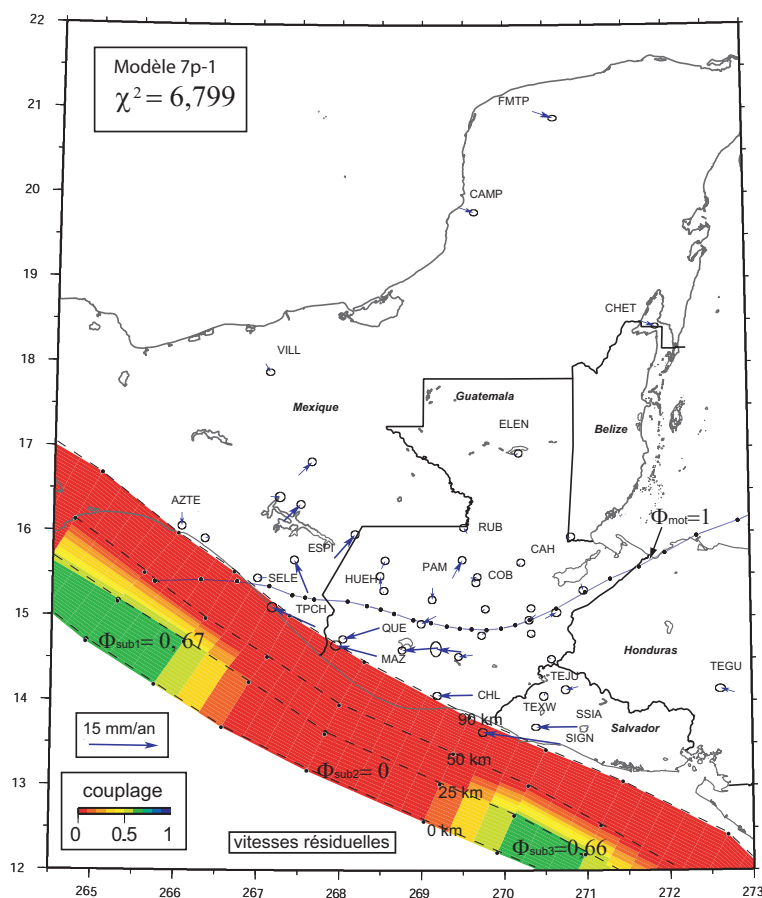 22
21
20
19
18
17
16
15
14
13
12
Modèle 7p-1
χ² = 6,799
FMTP
CAMP
CHET
VILL
Mexique
Guatemala
ELEN
Belize
AZTE
RUB
Φmot=1
ESPI
CAH
PAM
HUEH
COB
SELE
TPCH
QUE
MAZ
Honduras
Φsub1=0, 67
TEGU
TEJU
CHL
TEXW
SSIA
90 km
SIGN
Salvador
15 mm/an
50 km
Φsub2=0
25 km
couplage
0 0.5 1
0 km
Φsub3=0,66
vitesses résiduelles
265 266 267 268 269 270 271 272 273